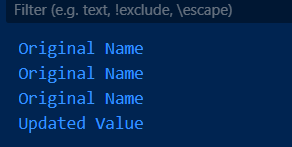 Filter (e.g. text, !exclude, \escape)
Original Name
Original Name
Original Name
Updated Value